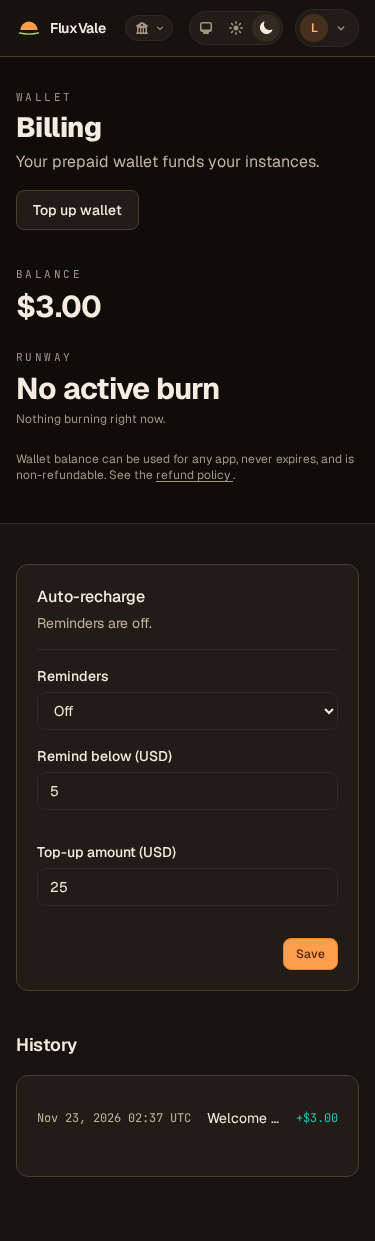 FluxVale
L
WALLET
Billing
Your prepaid wallet funds your instances.
Top up wallet
BALANCE
$3.00
RUNWAY
No active burn
Nothing burning right now.
Wallet balance can be used for any app, never expires, and is
non-refundable. See the refund policy .
Auto-recharge
Reminders are off.
Reminders
Off
Remind below (USD)
5
Top-up amount (USD)
25
Save
History
Nov 23, 2026 02:37 UTC Welcome … +$3.00